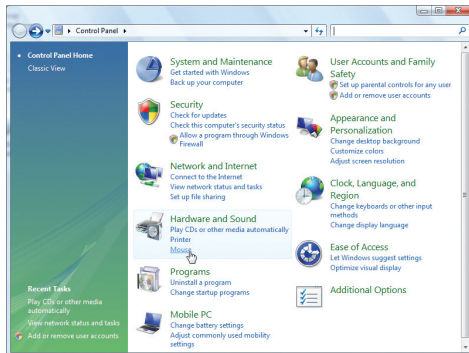 Control Panel
Control Panel Home
Classic View
System and Maintenance
Get started with Windows
Back up your computer
Security
Check for updates
Check this computer's security status
Allow a program through Windows
Firewall
Network and Internet
Connect to the Internet
View network status and tasks
Set up file sharing
Hardware and Sound
Play CDs or other media automatically
Printer
Mouse
Programs
Uninstall a program
Change startup programs
Mobile PC
Change battery settings
Adjust commonly used mobility
settings
User Accounts and Family
Safety
Set up parental controls for any user
Add or remove user accounts
Appearance and
Personalization
Change desktop background
Customize colors
Adjust screen resolution
Clock, Language, and
Region
Change keyboards or other input
methods
Change display language
Ease of Access
Let Windows suggest settings
Optimize visual display
Additional Options
Recent Tasks
Play CDs or other media
automatically
View network status and tasks
Add or remove user accounts